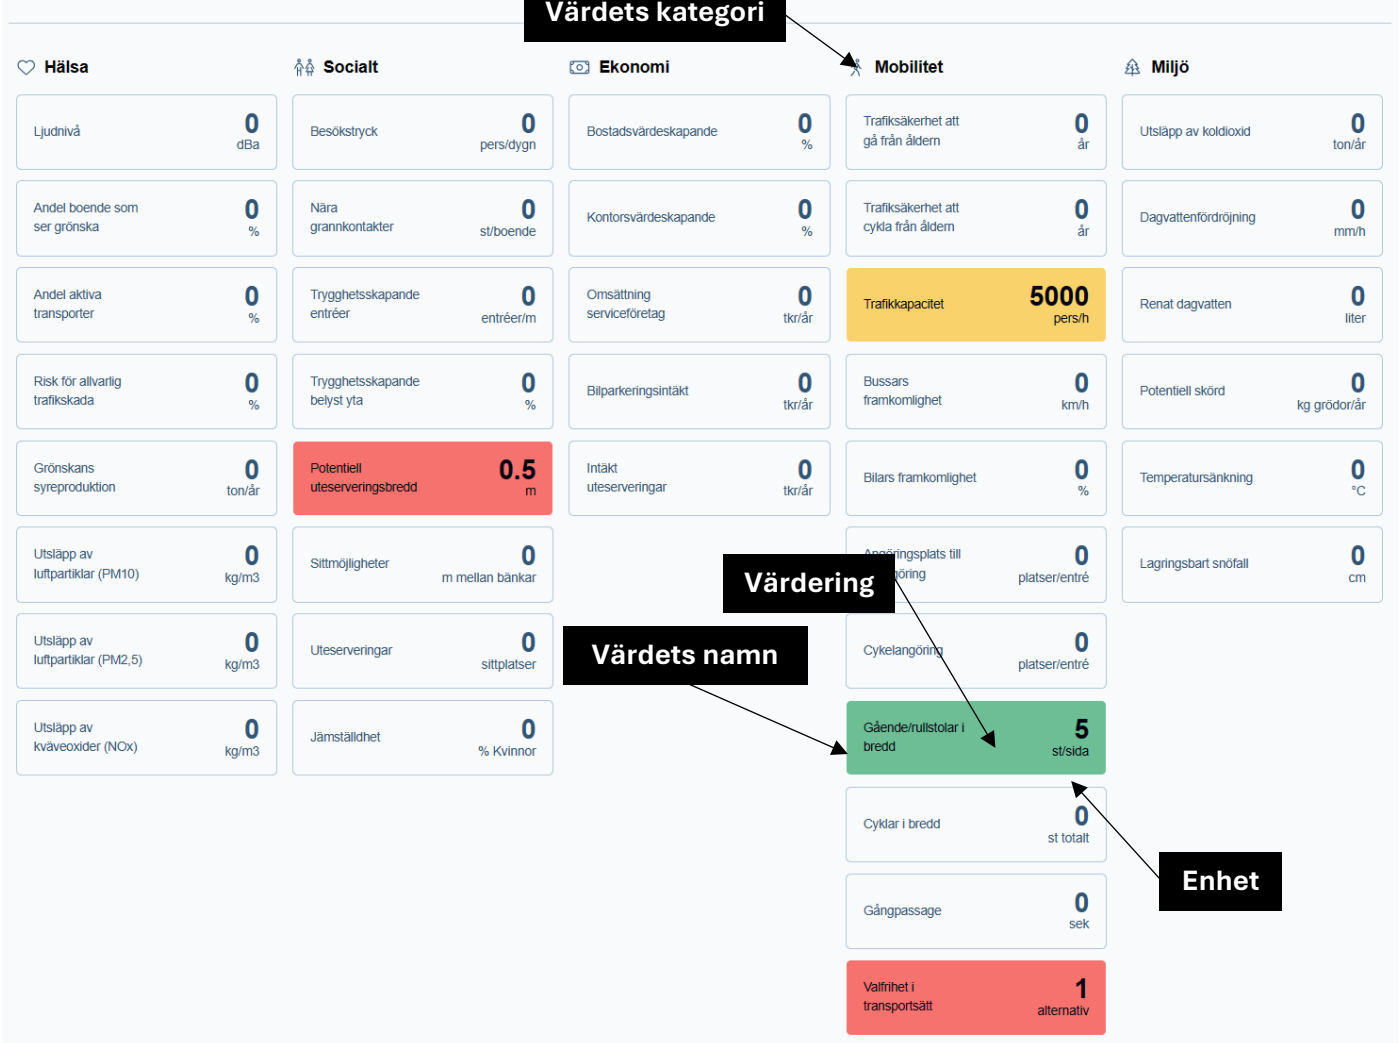 Värdets kategori
Hälsa
Ljudnivå
0
dBa
Andel boende som
ser grönska
0
%
Andel aktiva
transporter
0
%
Risk för allvarlig
trafikskada
0
%
Grönskans
syreproduktion
0
ton/år
Utsläpp av
luftpartiklar (PM10)
0
kg/m3
Utsläpp av
luftpartiklar (PM2,5)
0
kg/m3
Utsläpp av
kväveoxider (NOx)
0
kg/m3
Socialt
Besökstryck
0
pers/dygn
Nära
grannkontakter
0
st/boende
Trygghetsskapande
entréer
0
entréer/m
Trygghetsskapande
belyst yta
0
%
Potentiell
uteserveringsbredd
0.5
m
Sittmöjligheter
0
m mellan bänkar
Uteserveringar
0
sittplatser
Jämställdhet
0
% Kvinnor
Ekonomi
Bostadsvärdeskapande
0
%
Kontorsvärdeskapande
0
%
Omsättning
serviceföretag
0
tkr/år
Bilparkeringsintäkt
0
tkr/år
Intäkt
uteserveringar
0
tkr/år
Mobilitet
Trafiksäkerhet att
gå från åldern
0
år
Trafiksäkerhet att
cykla från åldern
0
år
Trafikkapacitet
5000
pers/h
Bussars
framkomlighet
0
km/h
Bilars framkomlighet
0
%
Angöringsplats till
göring
0
platser/entré
Värdering
Cykelangöring
0
platser/entré
Värdets namn
Gående/rullstolar i
bredd
5
st/sida
Cyklar i bredd
0
st totalt
Enhet
Gångpassage
0
sek
Valfrihet i
transportsätt
1
alternativ
Miljö
Utsläpp av koldioxid
0
ton/år
Dagvattenfördröjning
0
mm/h
Renat dagvatten
0
liter
Potentiell skörd
0
kg grödor/år
Temperatursänkning
0
°C
Lagringsbart snöfall
0
cm